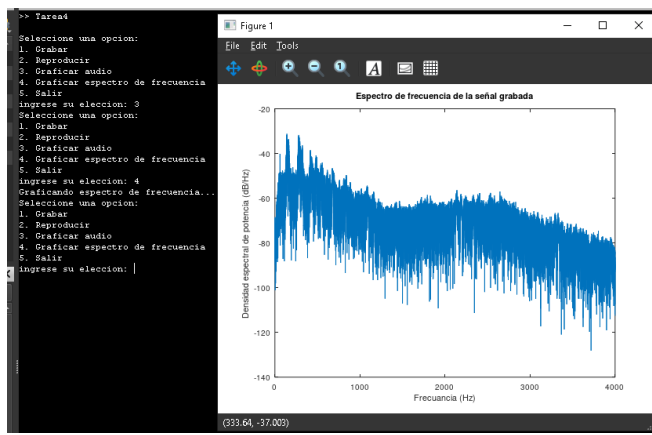 >> Tarea4
Seleccione una opcion:
1. Grabar
2. Reproducir
3. Graficar audio
4. Graficar espectro de frecuencia
5. Salir
ingrese su eleccion: 3
Seleccione una opcion:
1. Grabar
2. Reproducir
3. Graficar audio
4. Graficar espectro de frecuencia
5. Salir
ingrese su eleccion: 4
Graficando espectro de frecuencia...
Seleccione una opcion:
1. Grabar
2. Reproducir
3. Graficar audio
4. Graficar espectro de frecuencia
5. Salir
ingrese su eleccion:
Figure 1
File Edit Tools
Espectro de frecuencia de la señal grabada
Densidad espectral de potencia (dB/Hz)
-20
-40
-60
-80
-100
-120
-140
0 1000 2000 3000 4000
Frecuancia (Hz)
(333.64, -37.003)